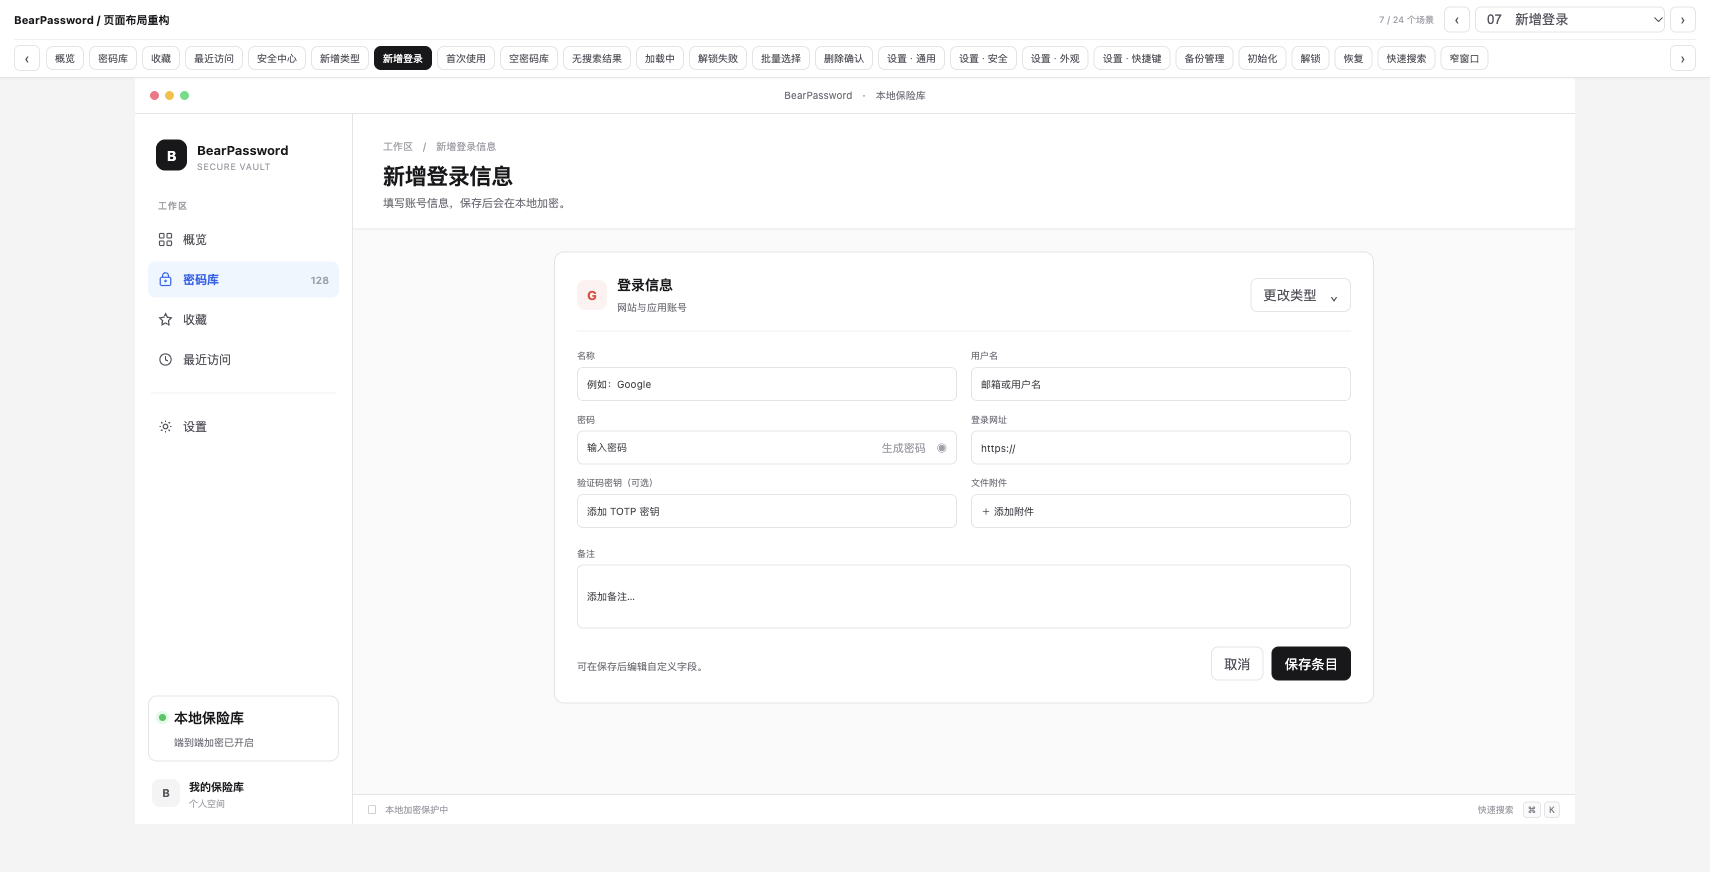 BearPassword / 页面布局重构
7 / 24 个场景
‹
07 新增登录
›
‹ 概览 密码库 收藏 最近访问 安全中心 新增类型 新增登录 首次使用 空密码库 无搜索结果 加载中 解锁失败 批量选择 删除确认 设置 · 通用 设置 · 安全 设置 · 外观 设置 · 快捷键 备份管理 初始化 解锁 恢复 快速搜索 窄窗口 ›
BearPassword · 本地保险库
B
BearPassword
SECURE VAULT
工作区
概览
密码库 128
收藏
最近访问
设置
本地保险库
端到端加密已开启
B
我的保险库
个人空间
工作区 / 新增登录信息
新增登录信息
填写账号信息，保存后会在本地加密。
G
登录信息
网站与应用账号
更改类型
名称
例如：Google
用户名
邮箱或用户名
密码
输入密码 生成密码
登录网址
https://
验证码密钥（可选）
添加 TOTP 密钥
文件附件
+ 添加附件
备注
添加备注...
可在保存后编辑自定义字段。
取消
保存条目
本地加密保护中
快速搜索 ⌘ K